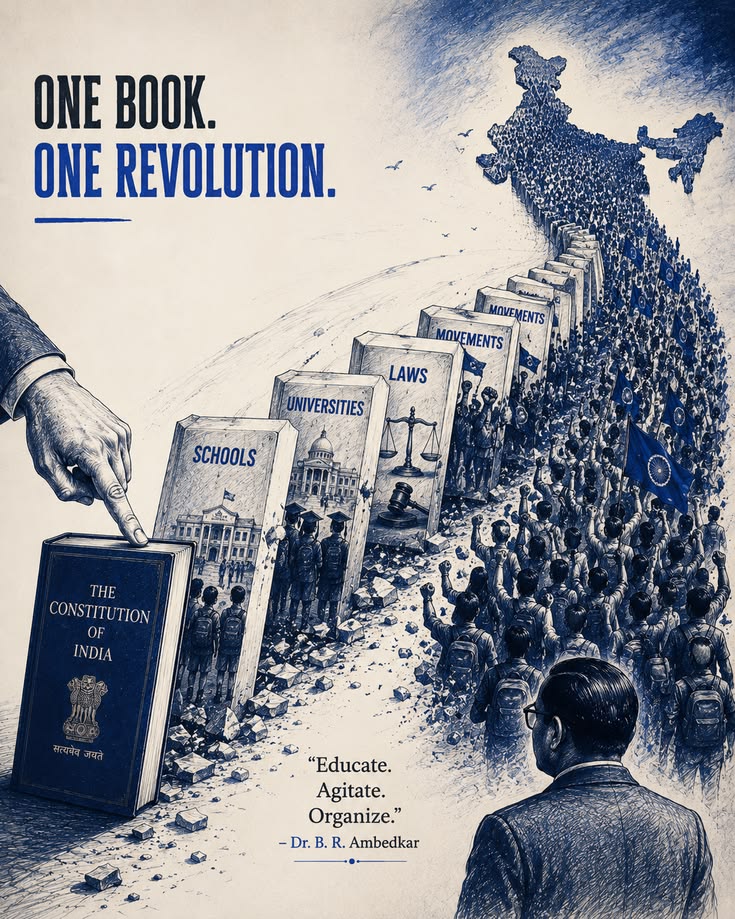 ONE BOOK.
ONE REVOLUTION.
MOVEMENTS
MOVEMENTS
LAWS
UNIVERSITIES
SCHOOLS
THE
CONSTITUTION
OF
INDIA
सत्यमेव जयते
“Educate.
Agitate.
Organize.”
– Dr. B. R. Ambedkar